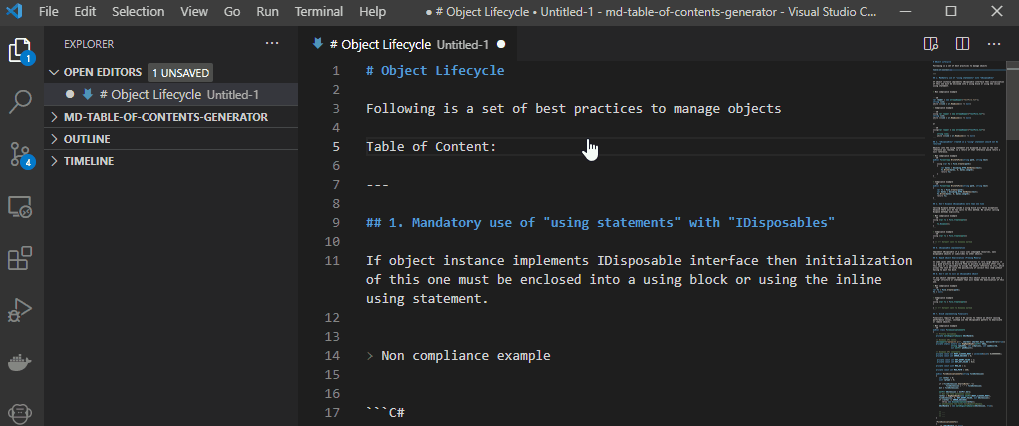 File Edit Selection View Go Run Terminal Help ● # Object Lifecycle • Untitled-1 - md-table-of-contents-generator - Visual Studio C...
EXPLORER ...
OPEN EDITORS 1 UNSAVED
● # Object Lifecycle Untitled-1
MD-TABLE-OF-CONTENTS-GENERATOR
OUTLINE
TIMELINE
1
4
# Object Lifecycle Untitled-1 ●
1 # Object Lifecycle
2
3 Following is a set of best practices to manage objects
4
5 Table of Content:
6
7 ---
8
9 ## 1. Mandatory use of "using statements" with "IDisposables"
10
11 If object instance implements IDisposable interface then initialization
of this one must be enclosed into a using block or using the inline
using statement.
12
13
14 > Non compliance example
15
16
17 ```C#